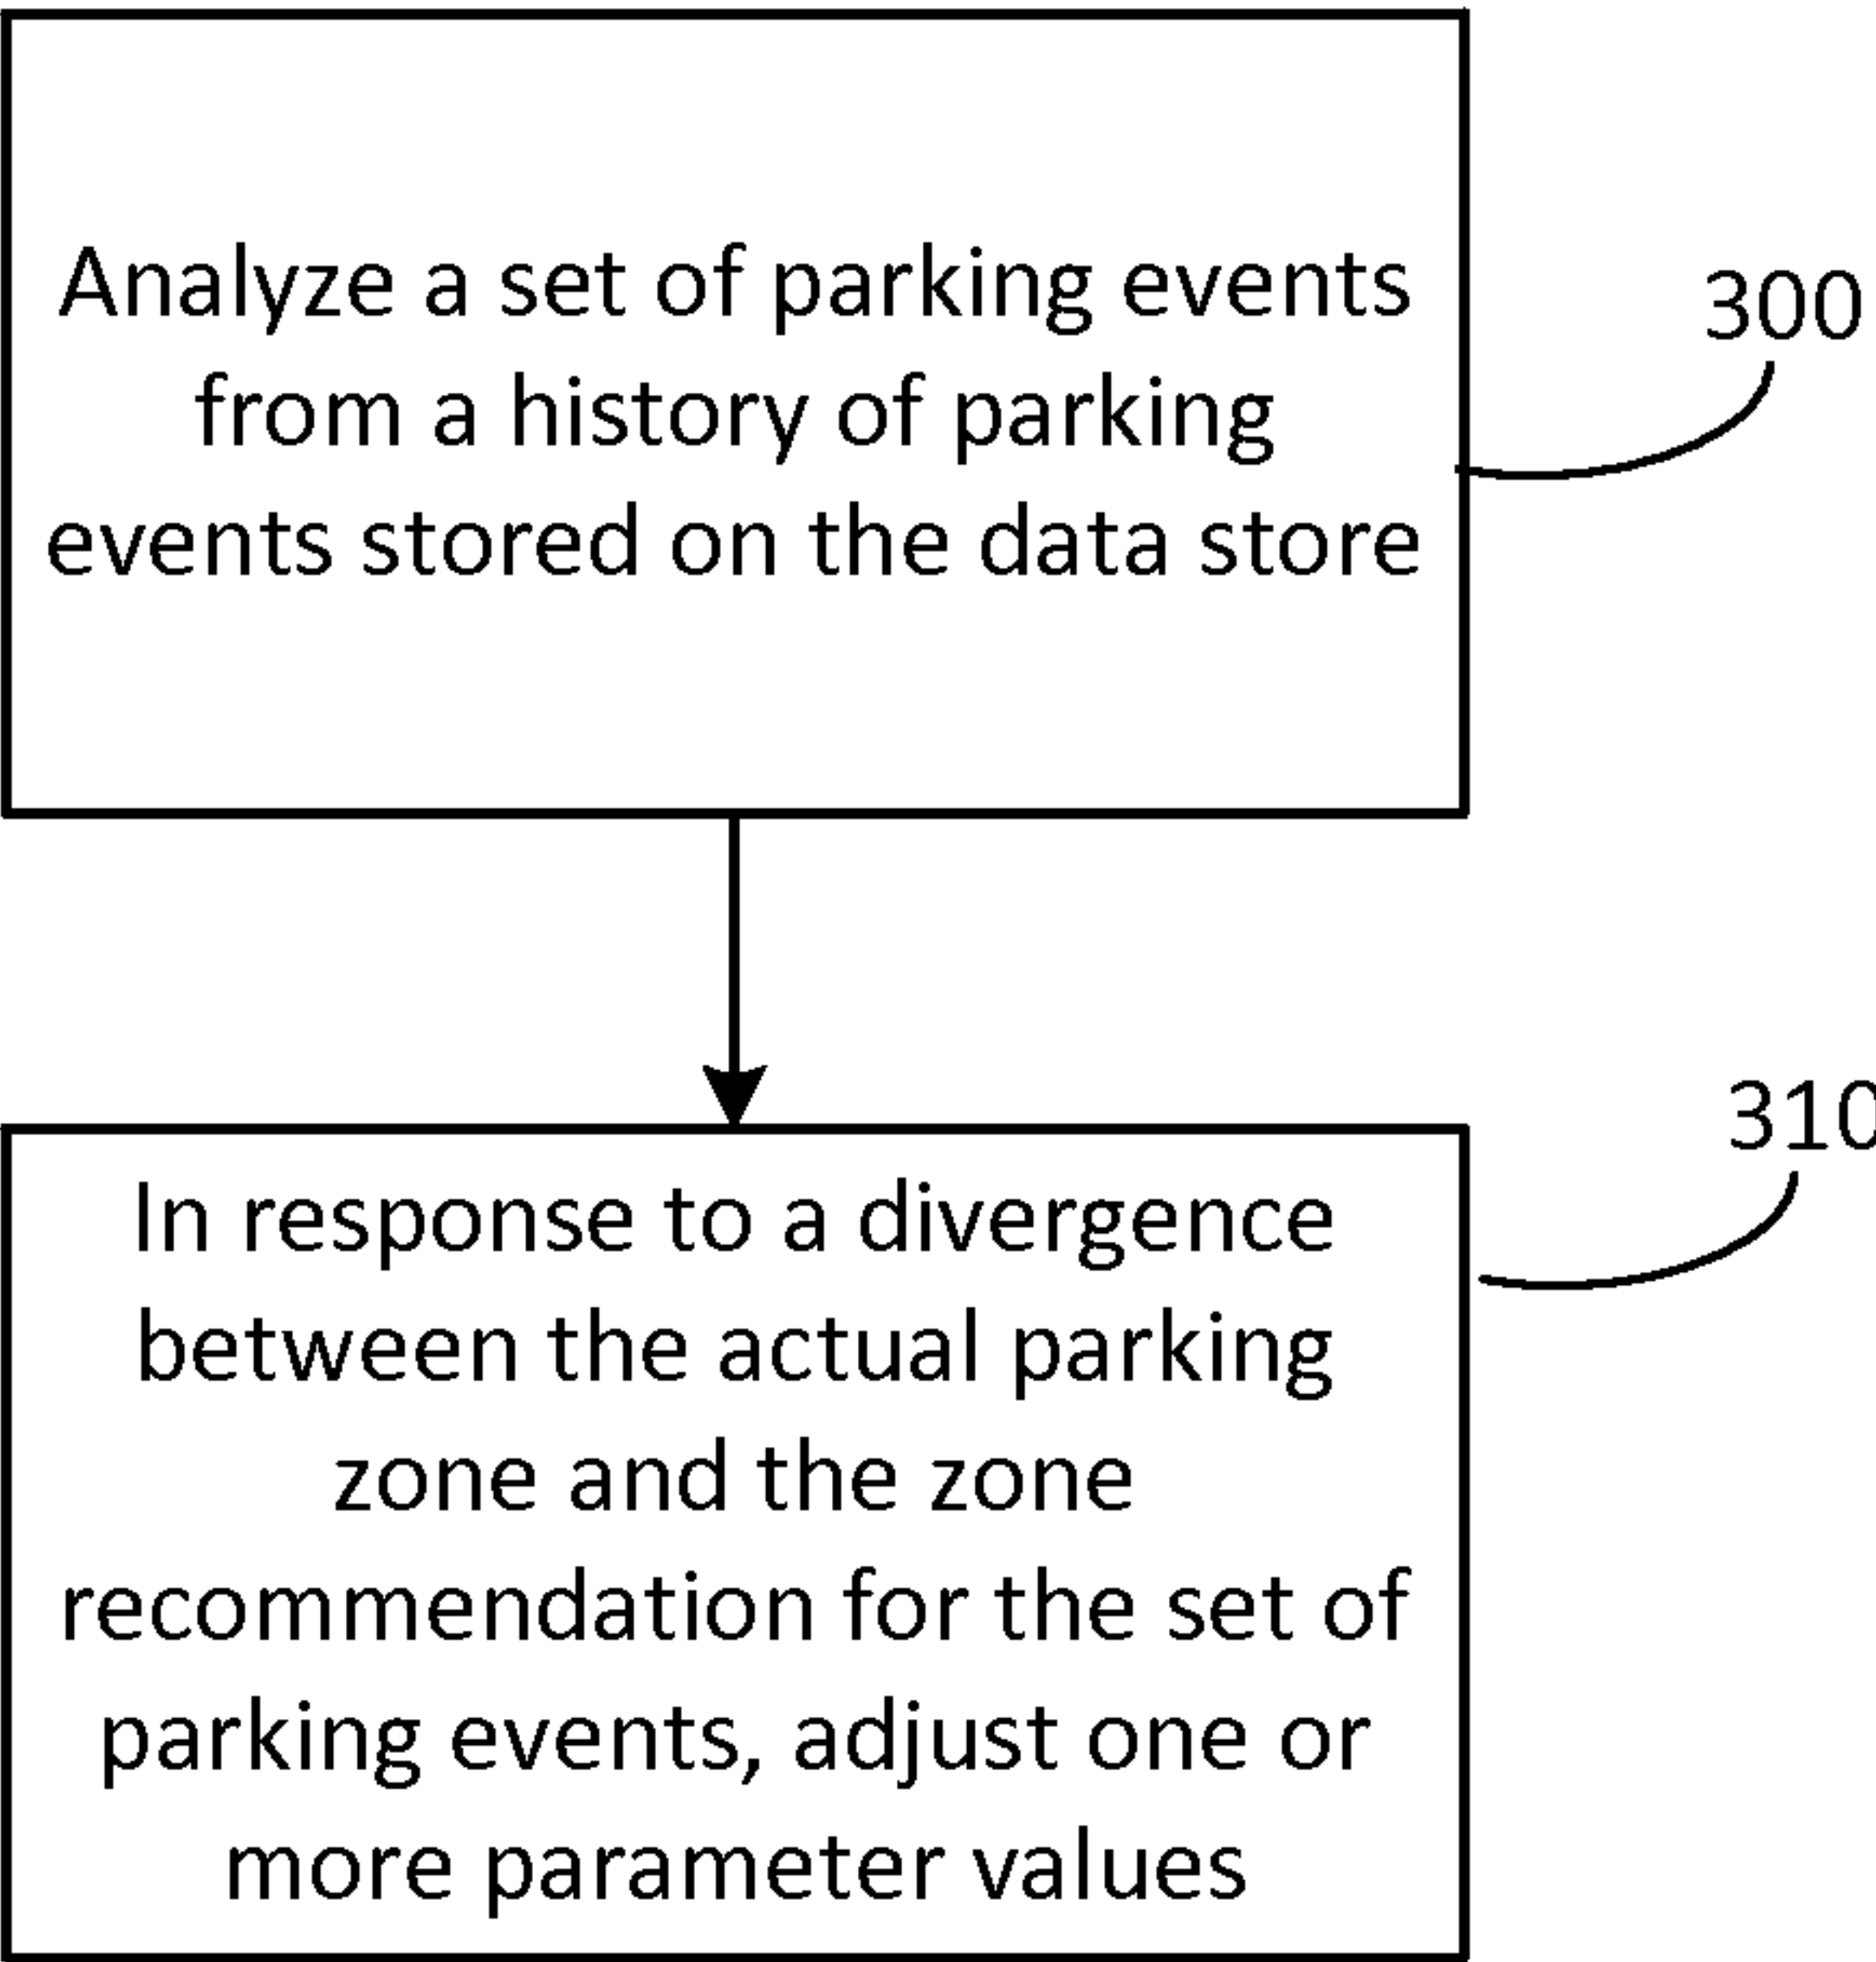 Analyze a set of parking events
from a history of parking
events stored on the data store
300
In response to a divergence
between the actual parking
zone and the zone
recommendation for the set of
parking events, adjust one or
more parameter values
310